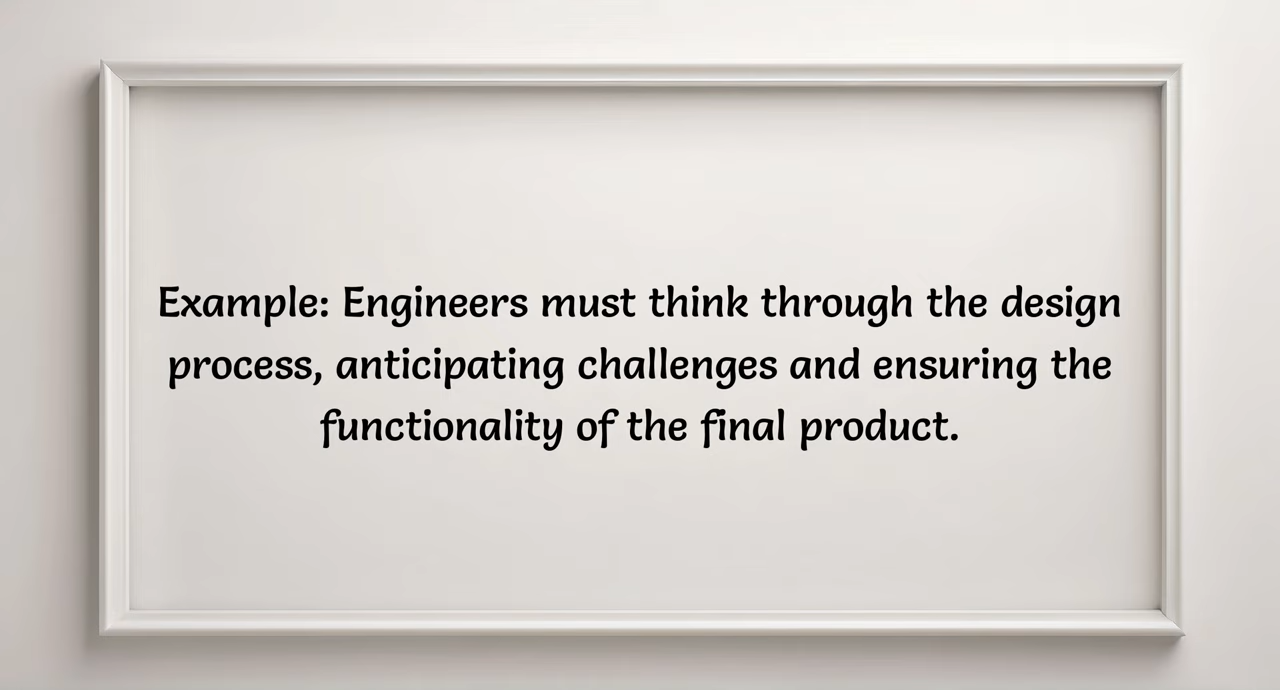 Example: Engineers must think through the design
process, anticipating challenges and ensuring the
functionality of the final product.